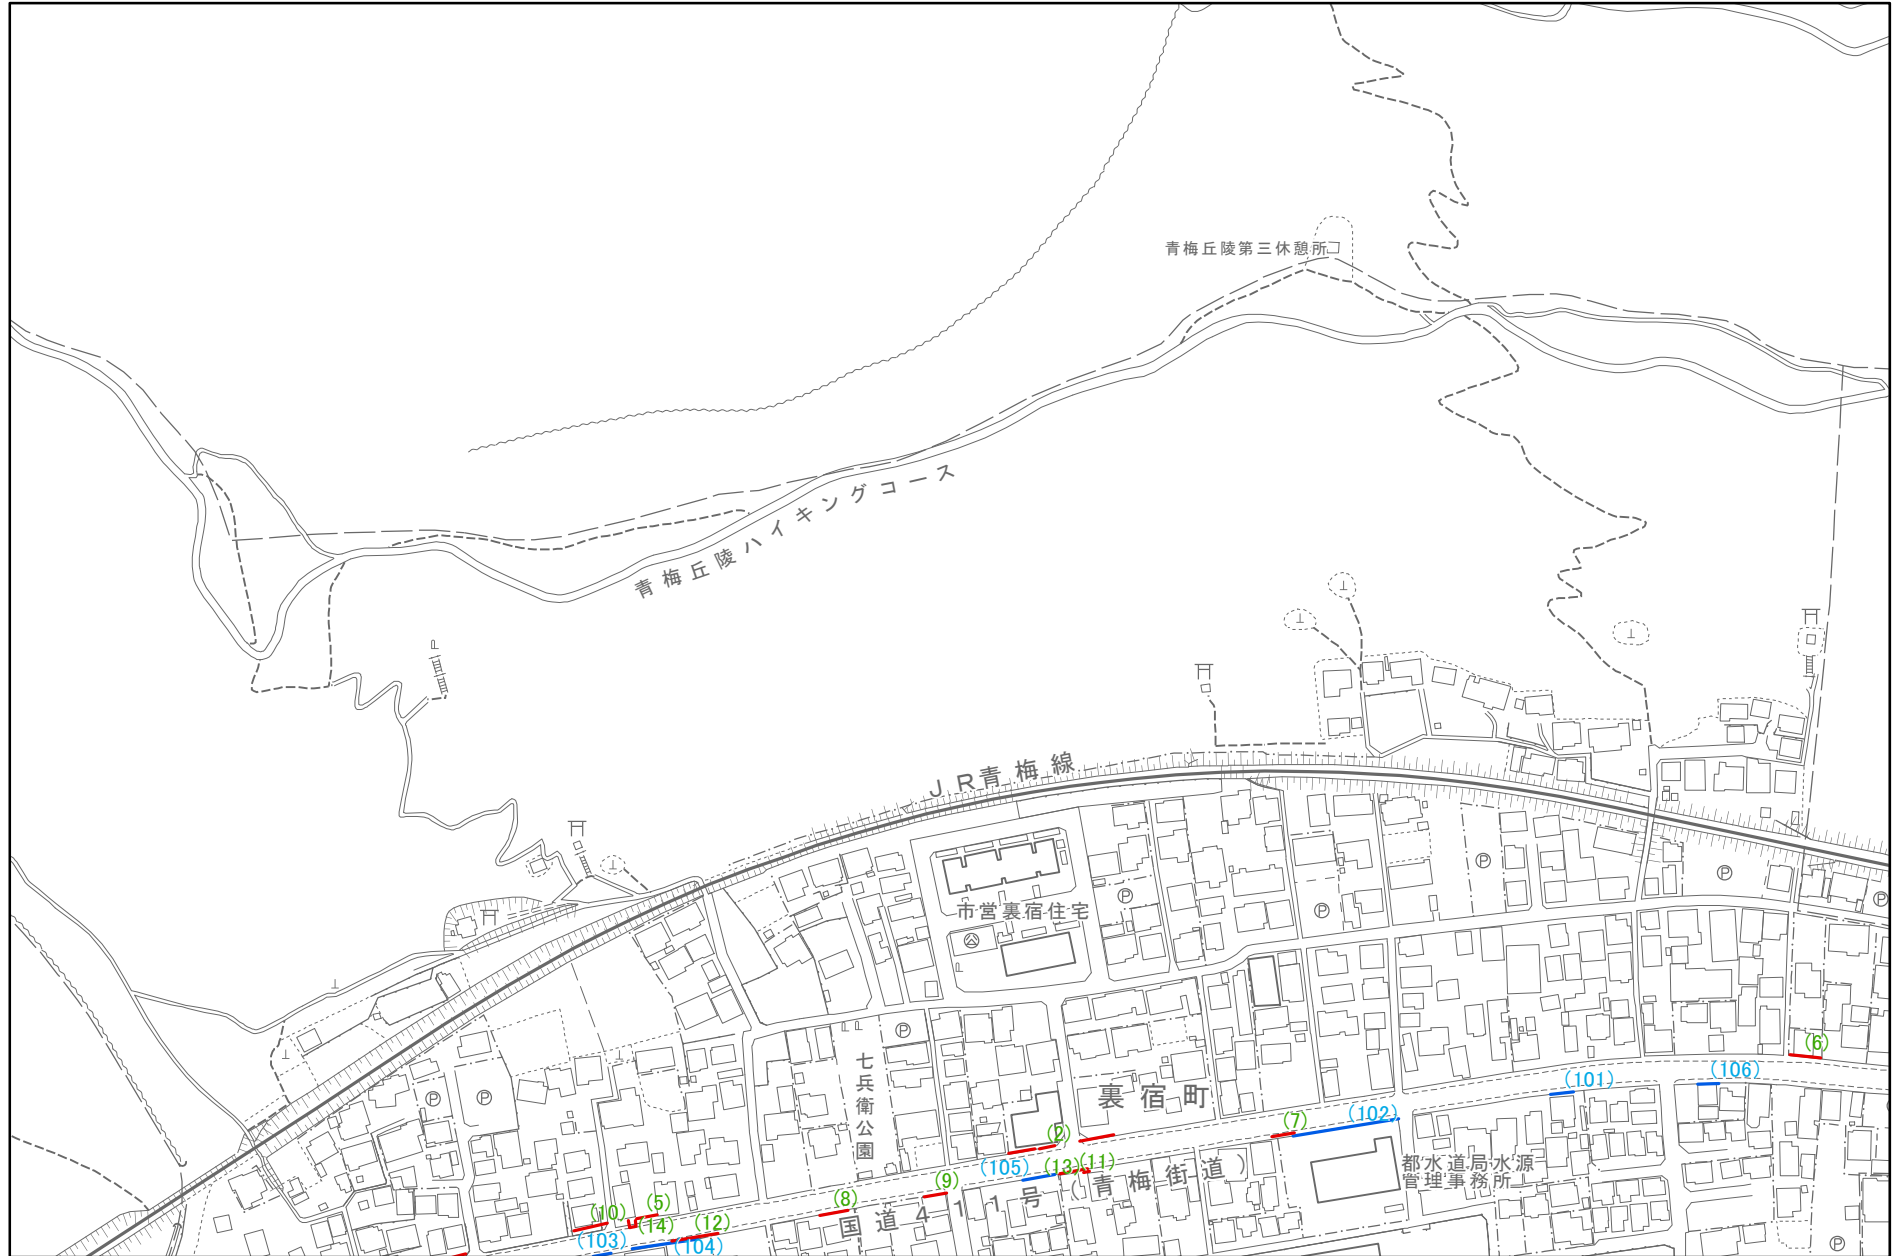 青梅丘陵第三休憩所
青梅丘陵ハイキングコース
JR青梅線
市営裏宿住宅
七兵衛公園
裏宿町
(6)
(106)
(101)
(102)
(7)
(2)
(105)
(13)
(11)
都水道局水源
管理事務所
国道411号(青梅街道)
(9)
(8)
(10)
(5)
(14)
(12)
(103)
(104)
P
P
P
P
P
P
P
P
P